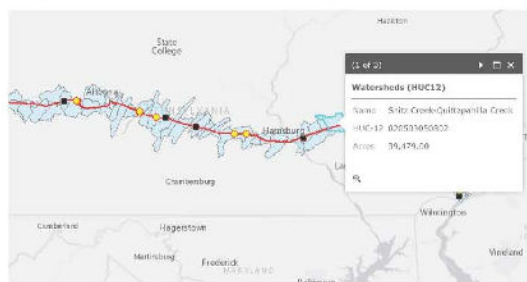 Hazleton
State
College
(1 of 3)
Watersheds (HUC12)
Altoona
Name Snitz Creek-Quittapahilla Creek
HUC-12 020503050802
Harrisburg
Acres 39,479.00
Chambersburg
Wilmington
Cumberland
Hagerstown
Vineland
Martinsburg
Frederick
MARYLAND
Baltimore